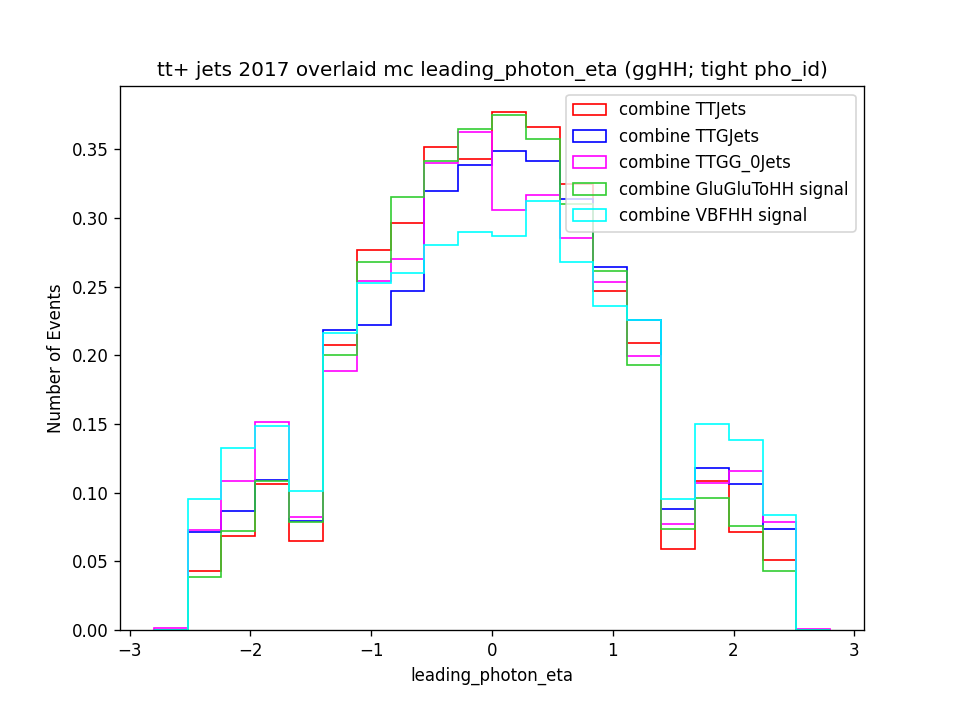 tt+ jets 2017 overlaid mc leading_photon_eta (ggHH; tight pho_id)
combine TTJets
combine TTGJets
combine TTGG_0Jets
combine GluGluToHH signal
combine VBFHH signal
0.35
0.30
0.25
0.20
0.15
0.10
0.05
0.00
Number of Events
−3
−2
−1
0
1
2
3
leading_photon_eta